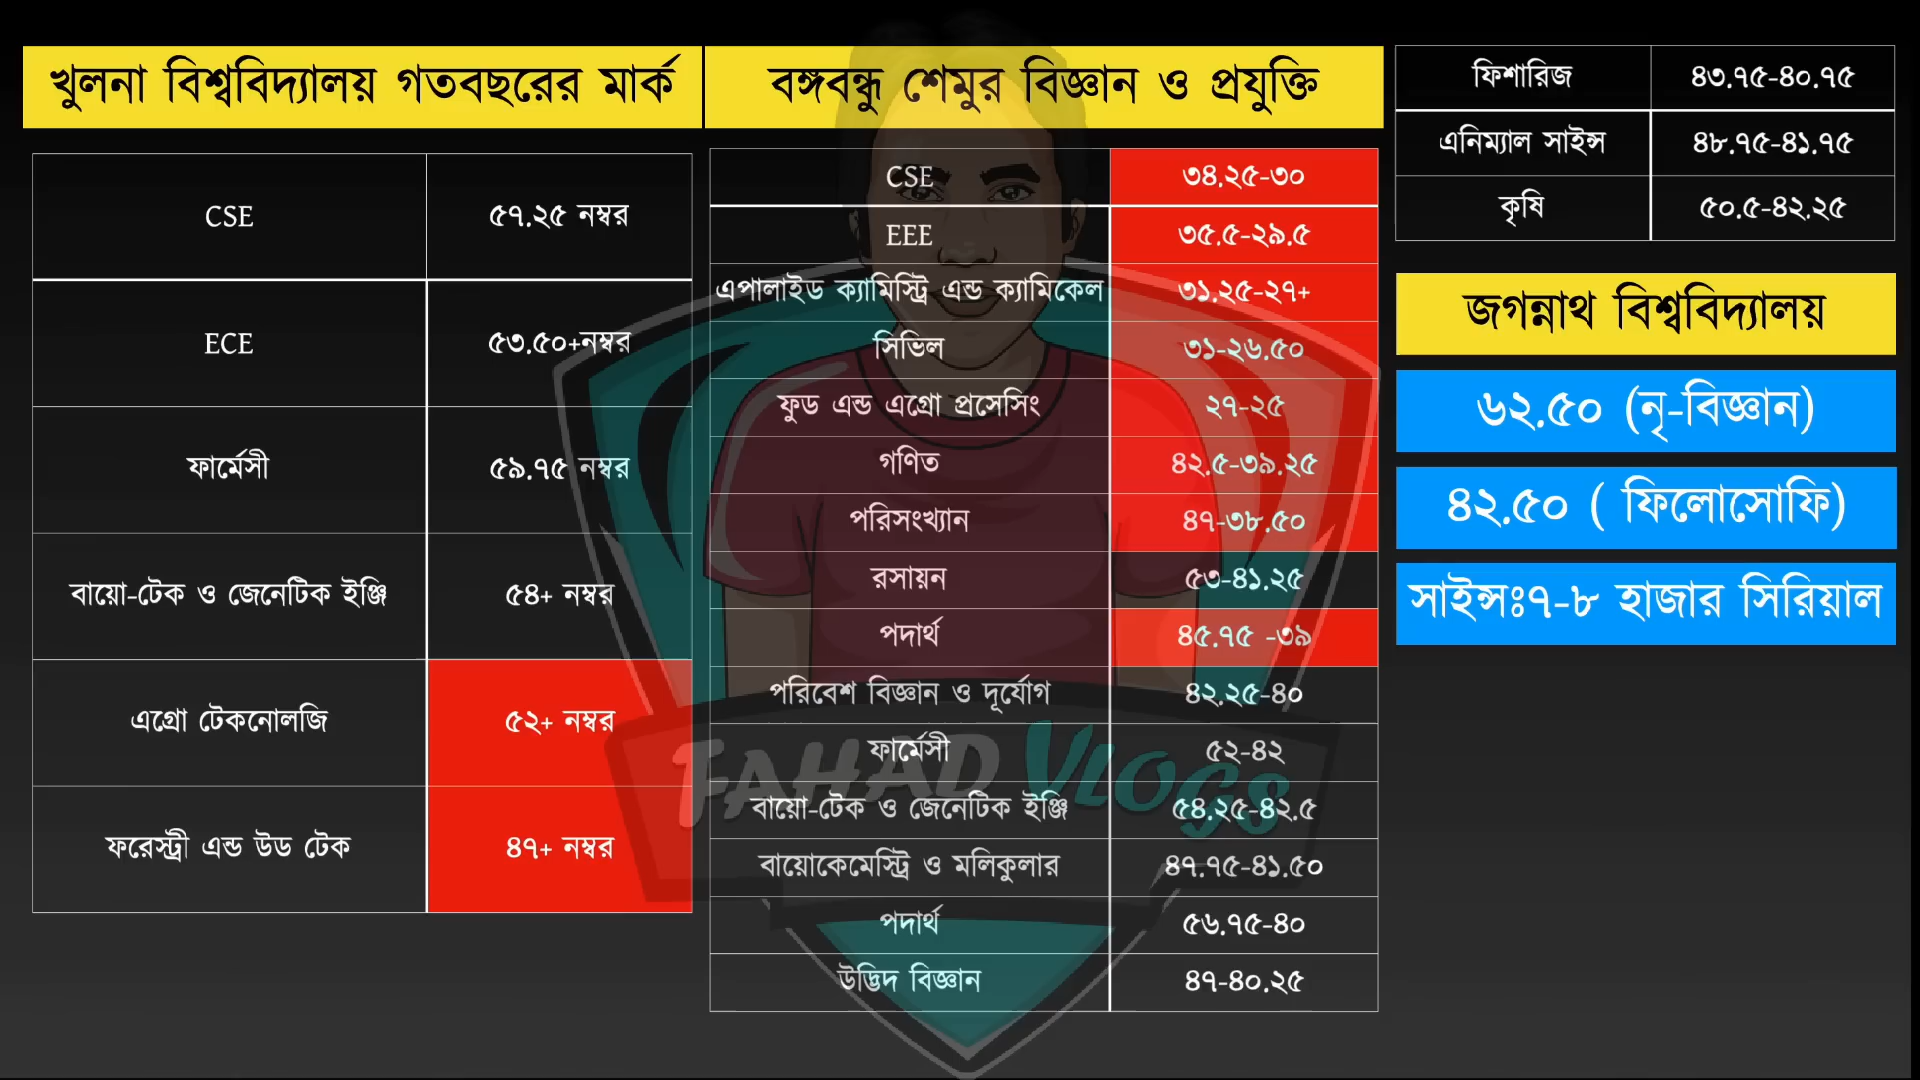 খুলনা বিশ্ববিদ্যালয় গতবছরের মার্ক
CSE ৫৭.২৫ নম্বর
ECE ৫৩.৫০+নম্বর
ফার্মেসী ৫৯.৭৫ নম্বর
বায়ো-টেক ও জেনেটিক ইঞ্জি ৫৪+ নম্বর
এগ্রো টেকনোলজি ৫২+ নম্বর
ফরেস্ট্রী এন্ড উড টেক ৪৭+ নম্বর
বঙ্গবন্ধু শেমুর বিজ্ঞান ও প্রযুক্তি
CSE ৩৪.২৫-৩০
EEE ৩৫.৫-২৯.৫
এপালাইড ক্যামিস্ট্রি এন্ড ক্যামিকেল ৩১.২৫-২৭+
সিভিল ৩১-২৬.৫০
ফুড এন্ড এগ্রো প্রসেসিং ২৭-২৫
গণিত ৪২.৫-৩৯.২৫
পরিসংখ্যান ৪৭-৩৮.৫০
রসায়ন ৫৩-৪১.২৫
পদার্থ ৪৫.৭৫ -৩৯
পরিবেশ বিজ্ঞান ও দূর্যোগ ৪২.২৫-৪০
ফার্মেসী ৫২-৪২
বায়ো-টেক ও জেনেটিক ইঞ্জি ৫৪.২৫-৪২.৫
বায়োকেমেস্ট্রি ও মলিকুলার ৪৭.৭৫-৪১.৫০
পদার্থ ৫৬.৭৫-৪০
উদ্ভিদ বিজ্ঞান ৪৭-৪০.২৫
ফিশারিজ ৪৩.৭৫-৪০.৭৫
এনিম্যাল সাইন্স ৪৮.৭৫-৪১.৭৫
কৃষি ৫০.৫-৪২.২৫
জগন্নাথ বিশ্ববিদ্যালয়
৬২.৫০ (নৃ-বিজ্ঞান)
৪২.৫০ ( ফিলোসোফি)
সাইন্সঃ৭-৮ হাজার সিরিয়াল
FAHAD VLOGS